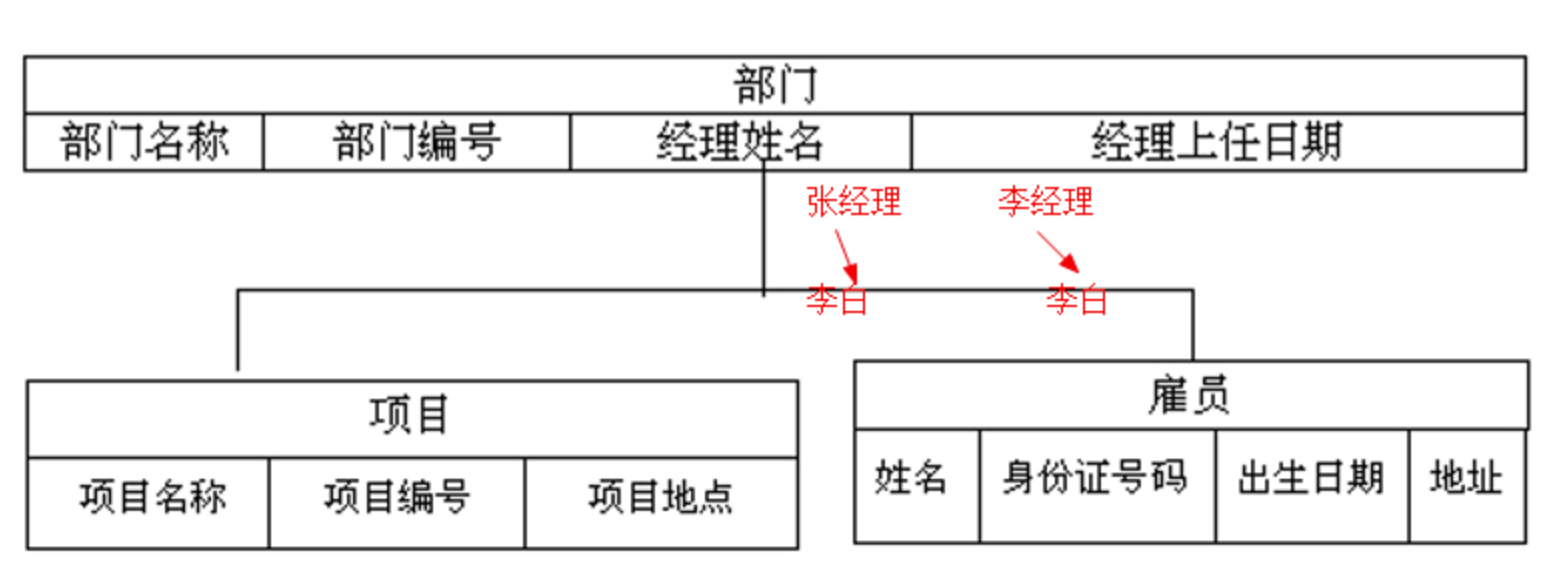 部门
部门名称 部门编号 经理姓名 经理上任日期
张经理 李经理
李白 李白
项目
项目名称 项目编号 项目地点
雇员
姓名 身份证号码 出生日期 地址